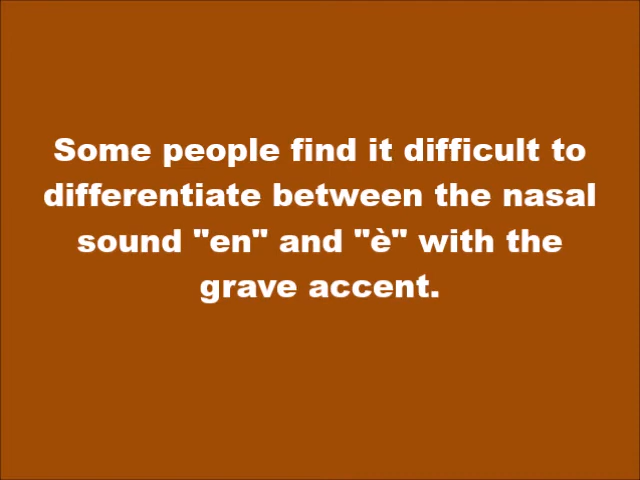 Some people find it difficult to
differentiate between the nasal
sound "en" and "è" with the
grave accent.